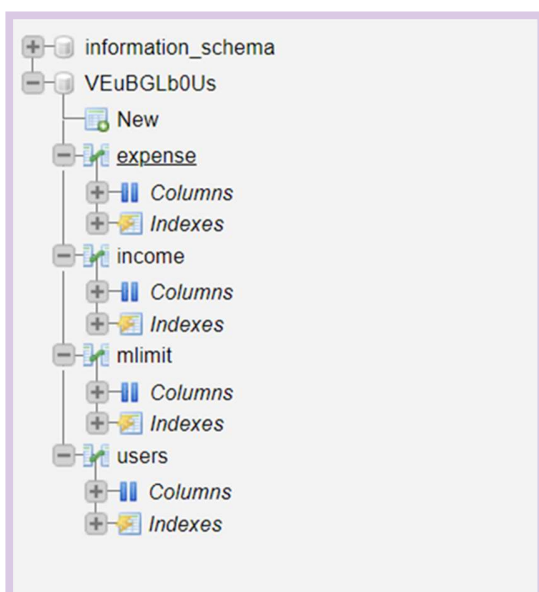 information_schema
VEuBGLb0Us
New
expense
Columns
Indexes
income
Columns
Indexes
mlimit
Columns
Indexes
users
Columns
Indexes